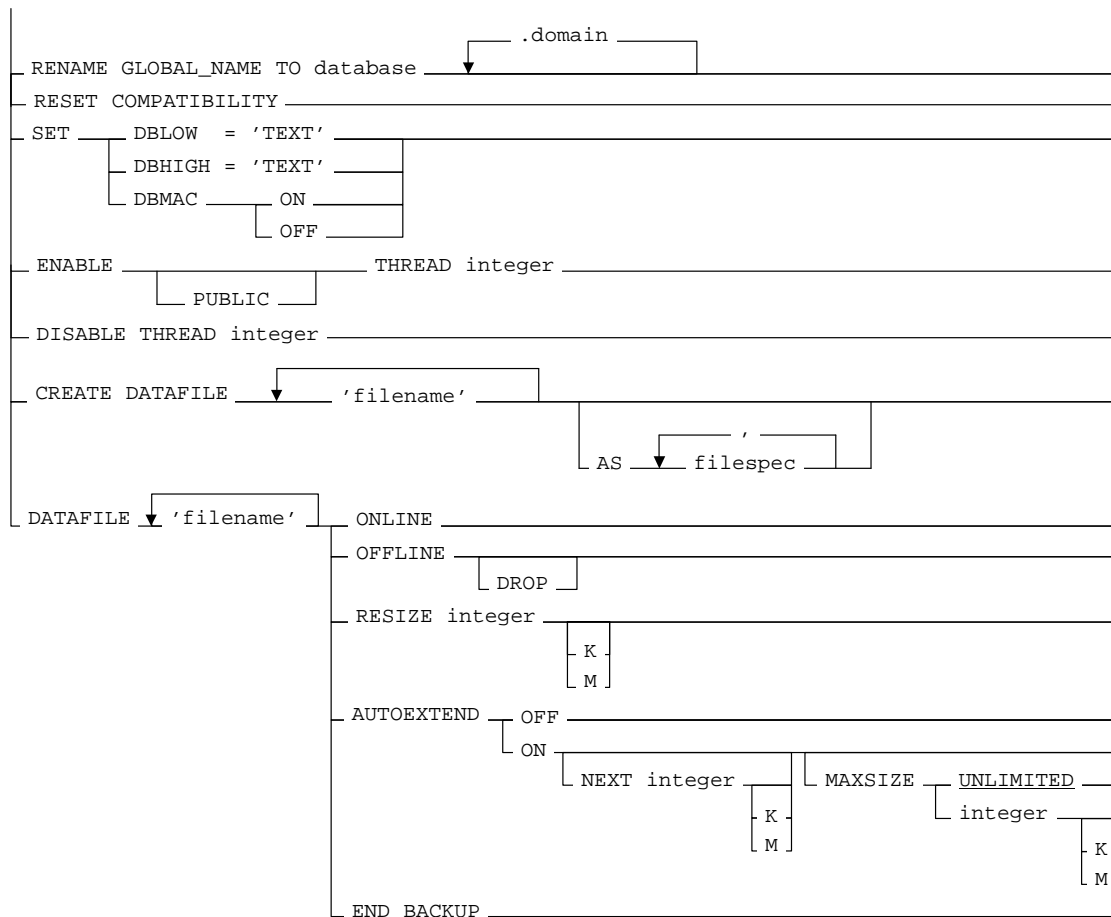 .domain
RENAME GLOBAL_NAME TO database
RESET COMPATIBILITY
SET DBLOW = ’TEXT’
DBHIGH = ’TEXT’
DBMAC ON
OFF
ENABLE THREAD integer
PUBLIC
DISABLE THREAD integer
CREATE DATAFILE ’filename’
,
AS filespec
DATAFILE ’filename’ ONLINE
OFFLINE
DROP
RESIZE integer
K
M
AUTOEXTEND OFF
ON
NEXT integer MAXSIZE UNLIMITED
K integer
M
K
M
END BACKUP